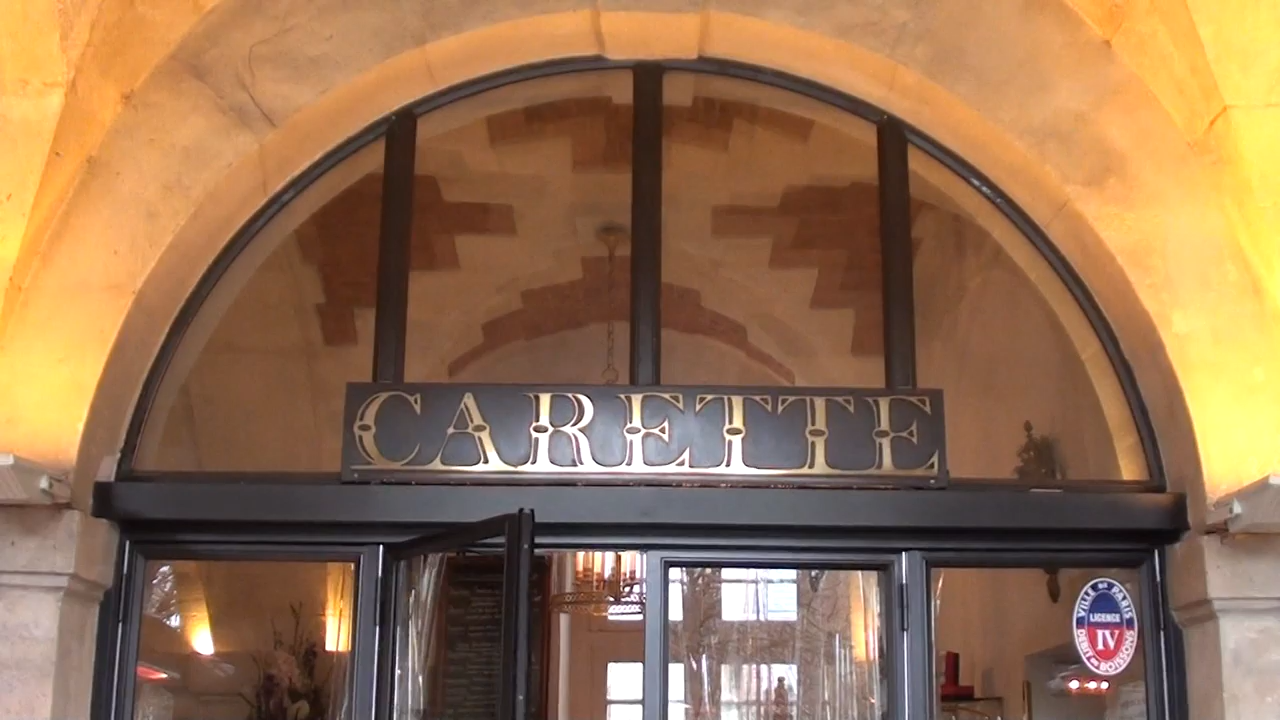 CARETTE
VILLE DE PARIS
LICENCE
IV
DEBIT DE BOISSONS